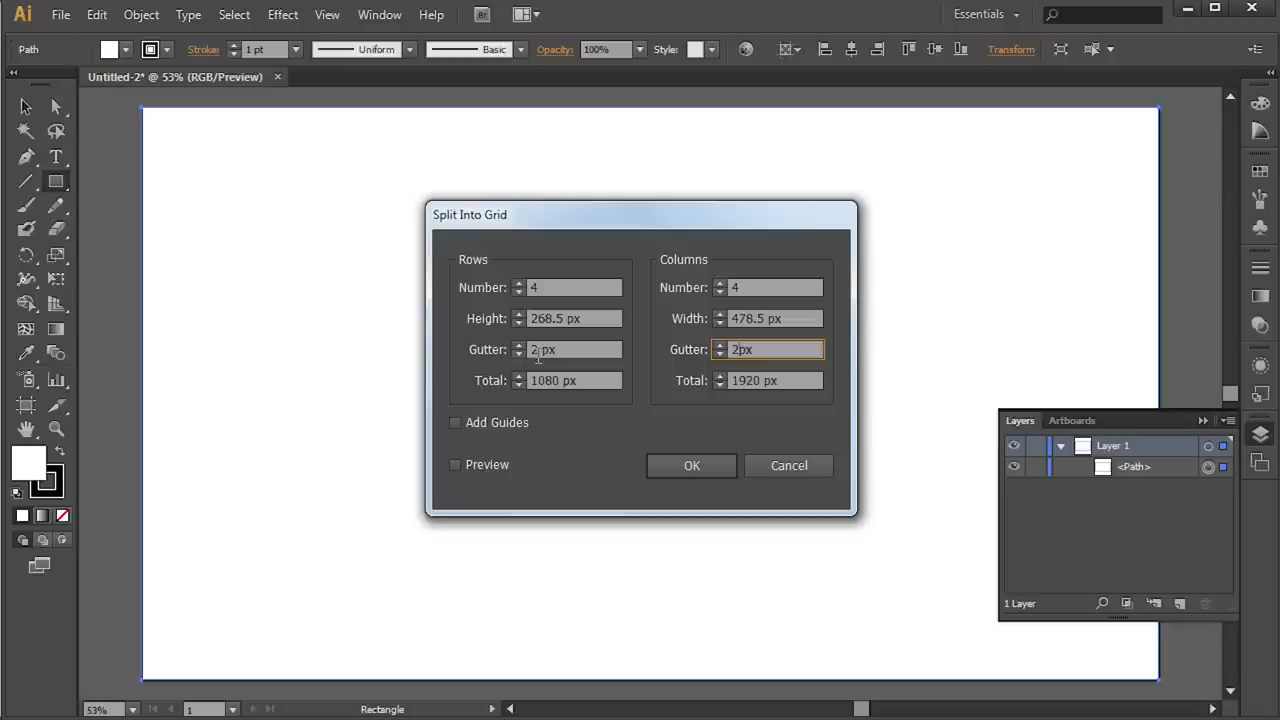 Ai File Edit Object Type Select Effect View Window Help Br Essentials
Path Stroke: 1 pt Uniform Basic Opacity: 100% Style: Transform
Untitled-2* @ 53% (RGB/Preview) ×
Split Into Grid
Rows Columns
Number: 4 Number: 4
Height: 268.5 px Width: 478.5 px
Gutter: 2 px Gutter: 2px
Total: 1080 px Total: 1920 px
Add Guides
Preview OK Cancel
Layers Artboards
Layer 1
<Path>
1 Layer
53% 1 Rectangle